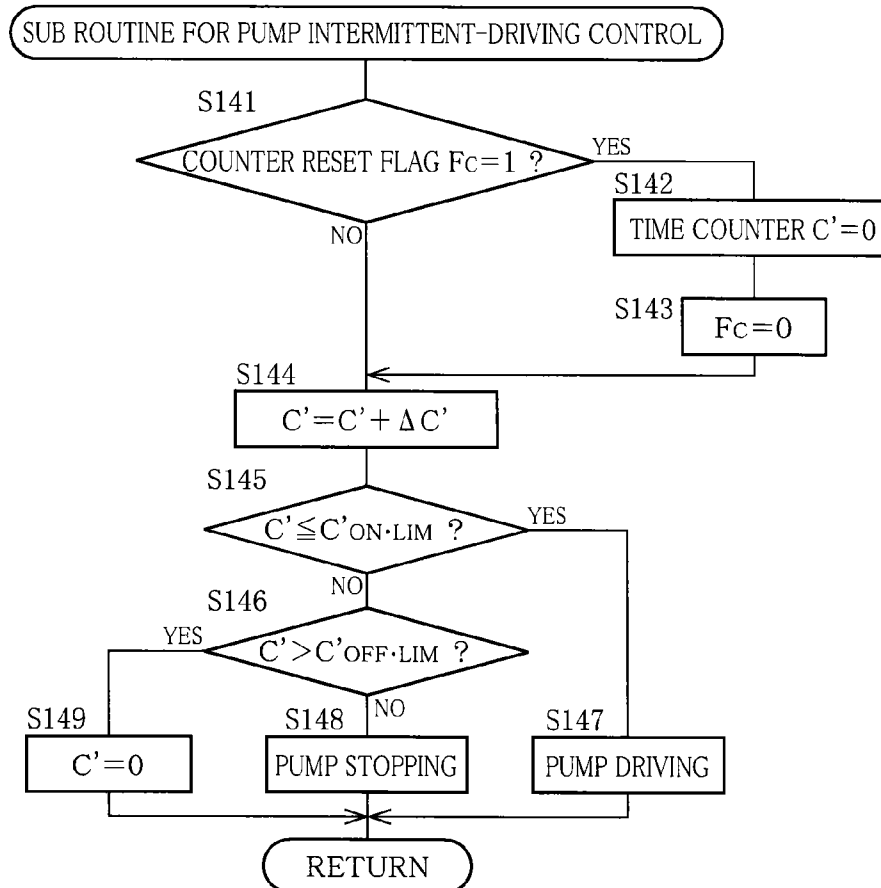 SUB ROUTINE FOR PUMP INTERMITTENT-DRIVING CONTROL
S141
COUNTER RESET FLAG FC=1 ?
YES
NO
S142
TIME COUNTER C'=0
S143
FC=0
S144
C'=C'+ΔC'
S145
C'≦C'ON·LIM ?
YES
NO
S146
C'>C'OFF·LIM ?
YES
NO
S149
C'=0
S148
PUMP STOPPING
S147
PUMP DRIVING
RETURN